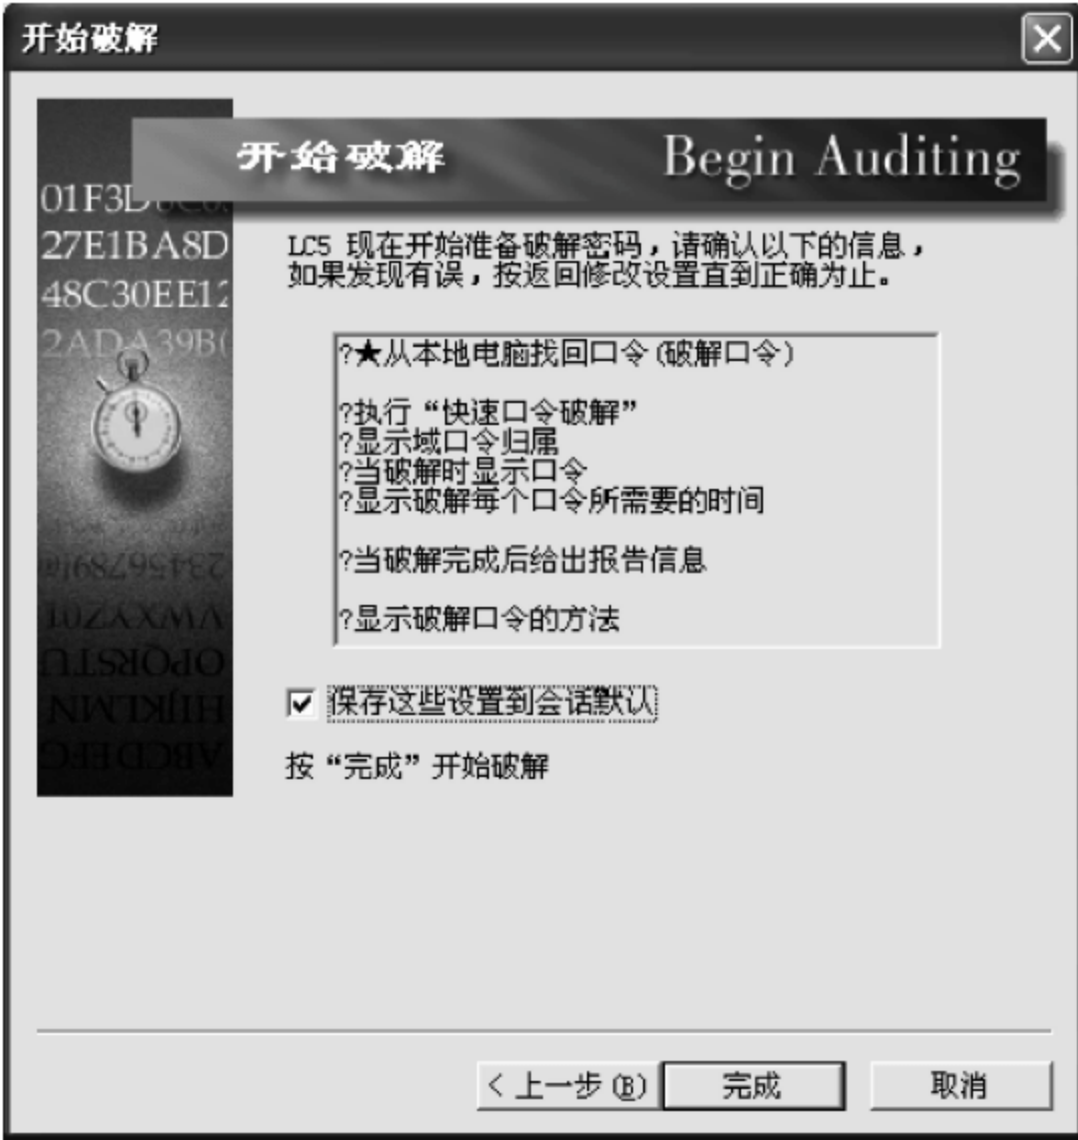 开始破解
开始破解 Begin Auditing
27E1BA8D
48C30EE12
2ADA39B(
LC5 现在开始准备破解密码，请确认以下的信息，
如果发现有误，按返回修改设置直到正确为止。
?★从本地电脑找回口令(破解口令)
?执行“快速口令破解”
?显示域口令归属
?当破解时显示口令
?显示破解每个口令所需要的时间
?当破解完成后给出报告信息
?显示破解口令的方法
保存这些设置到会话默认
按“完成”开始破解
VWXYZ01
OPQRSTU
HIJKLMN
ABCDEFG
< 上一步(B) 完成 取消